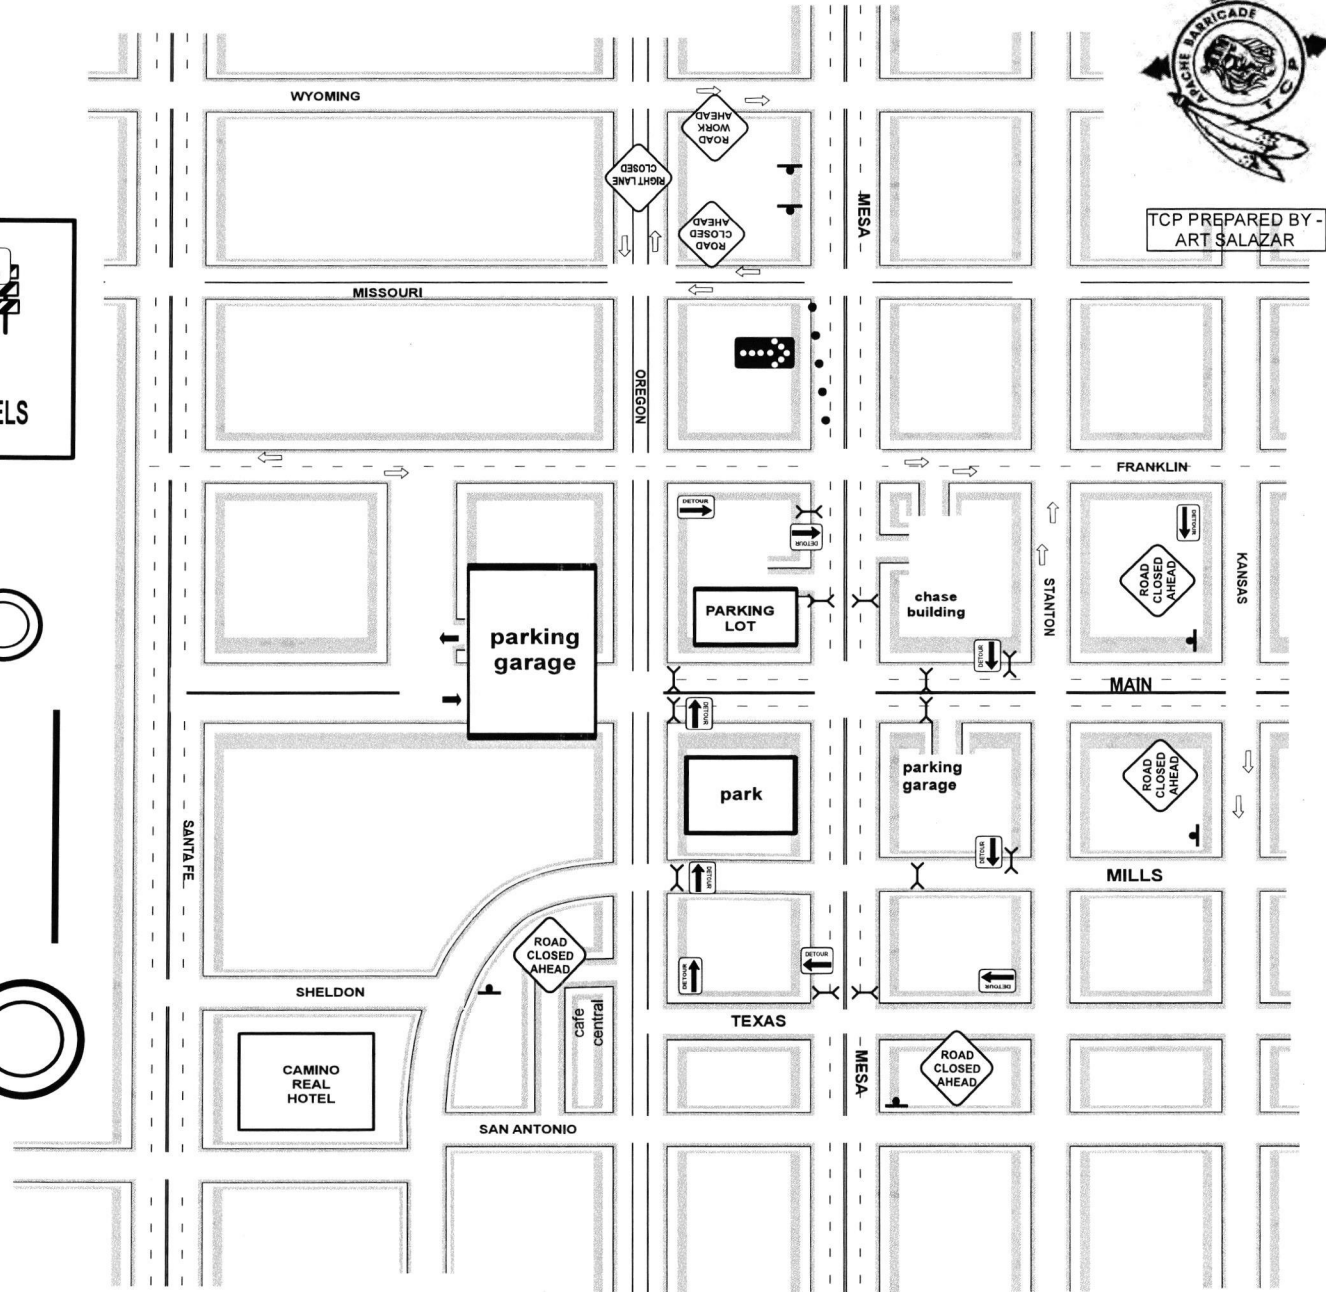 APACHE BARRICADE
TCP
WYOMING
ROAD
WORK
AHEAD
RIGHT LANE
CLOSED
MESA
TCP PREPARED BY -
ART SALAZAR
ROAD
CLOSED
AHEAD
MISSOURI
OREGON
ELS
FRANKLIN
DETOUR
DETOUR
DETOUR
ROAD
CLOSED
AHEAD
KANSAS
STANTON
chase
building
PARKING
LOT
parking
garage
DETOUR
MAIN
DETOUR
park
parking
garage
ROAD
CLOSED
AHEAD
SANTA FE
DETOUR
MILLS
DETOUR
ROAD
CLOSED
AHEAD
DETOUR
DETOUR
DETOUR
SHELDON
cafe
central
TEXAS
CAMINO
REAL
HOTEL
MESA
ROAD
CLOSED
AHEAD
SAN ANTONIO